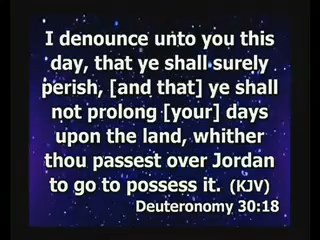 I denounce unto you this
day, that ye shall surely
perish, [and that] ye shall
not prolong [your] days
upon the land, whither
thou passest over Jordan
to go to possess it. (KJV)
Deuteronomy 30:18